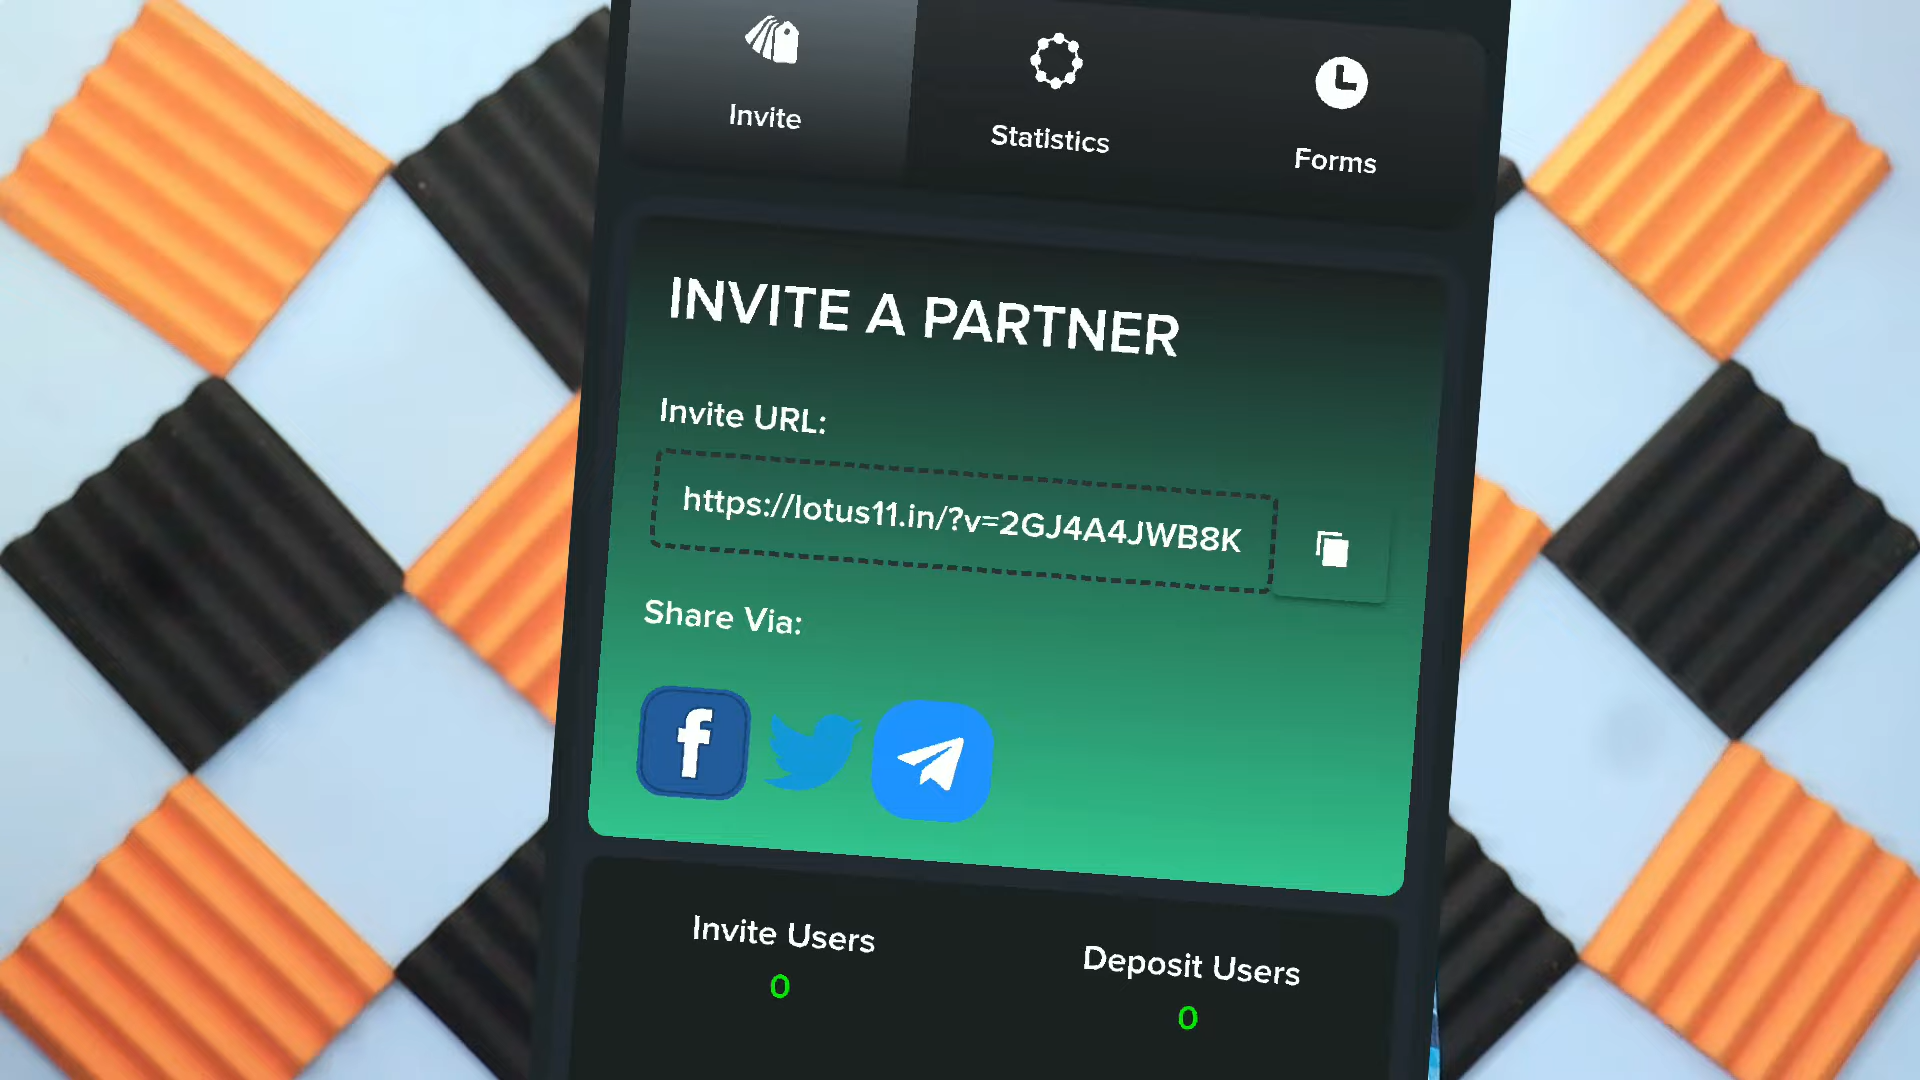 Invite
Statistics
Forms
INVITE A PARTNER
Invite URL:
https://lotus11.in/?v=2GJ4A4JWB8K
Share Via:
Invite Users
Deposit Users
0
0